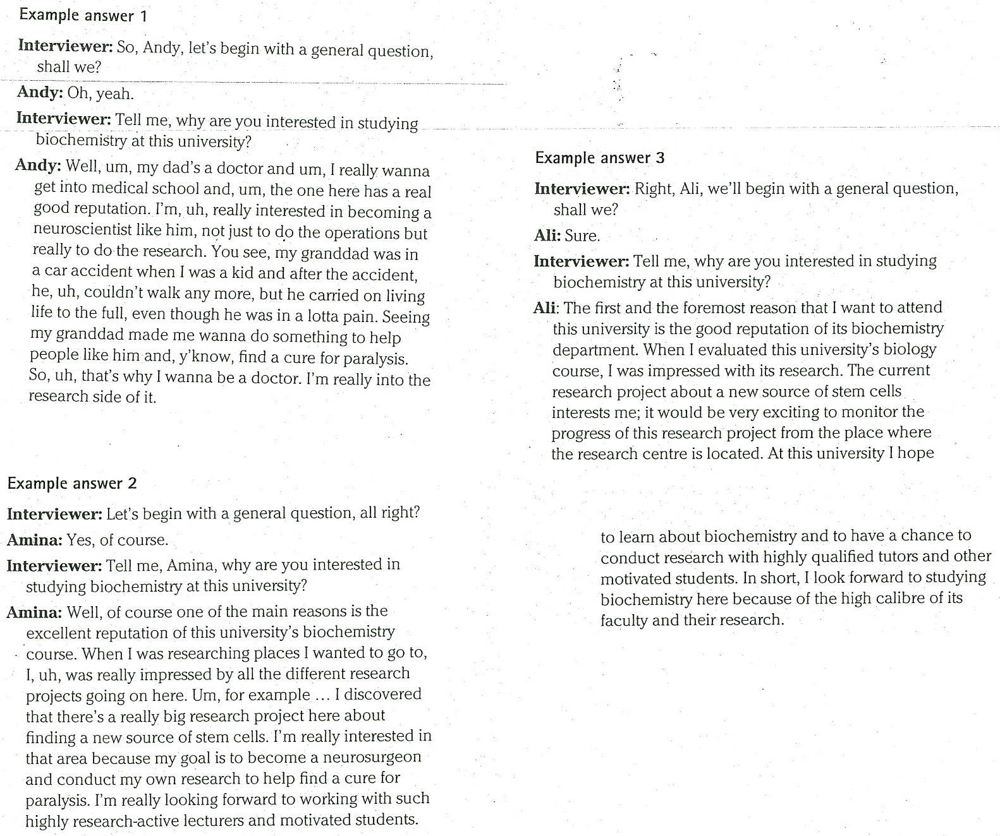 Example answer 1
Interviewer: So, Andy, let's begin with a general question,
shall we?
Andy: Oh, yeah.
Interviewer: Tell me, why are you interested in studying
biochemistry at this university?
Andy: Well, um, my dad's a doctor and um, I really wanna
get into medical school and, um, the one here has a real
good reputation. I'm, uh, really interested in becoming a
neuroscientist like him, not just to do the operations but
really to do the research. You see, my granddad was in
a car accident when I was a kid and after the accident,
he, uh, couldn't walk any more, but he carried on living
life to the full, even though he was in a lotta pain. Seeing
my granddad made me wanna do something to help
people like him and, y'know, find a cure for paralysis.
So, uh, that's why I wanna be a doctor. I'm really into the
research side of it.
Example answer 2
Interviewer: Let's begin with a general question, all right?
Amina: Yes, of course.
Interviewer: Tell me, Amina, why are you interested in
studying biochemistry at this university?
Amina: Well, of course one of the main reasons is the
excellent reputation of this university's biochemistry
course. When I was researching places I wanted to go to,
I, uh, was really impressed by all the different research
projects going on here. Um, for example ... I discovered
that there's a really big research project here about
finding a new source of stem cells. I'm really interested in
that area because my goal is to become a neurosurgeon
and conduct my own research to help find a cure for
paralysis. I'm really looking forward to working with such
highly research-active lecturers and motivated students.
Example answer 3
Interviewer: Right, Ali, we'll begin with a general question,
shall we?
Ali: Sure.
Interviewer: Tell me, why are you interested in studying
biochemistry at this university?
Ali: The first and the foremost reason that I want to attend
this university is the good reputation of its biochemistry
department. When I evaluated this university's biology
course, I was impressed with its research. The current
research project about a new source of stem cells
interests me; it would be very exciting to monitor the
progress of this research project from the place where
the research centre is located. At this university I hope
to learn about biochemistry and to have a chance to
conduct research with highly qualified tutors and other
motivated students. In short, I look forward to studying
biochemistry here because of the high calibre of its
faculty and their research.